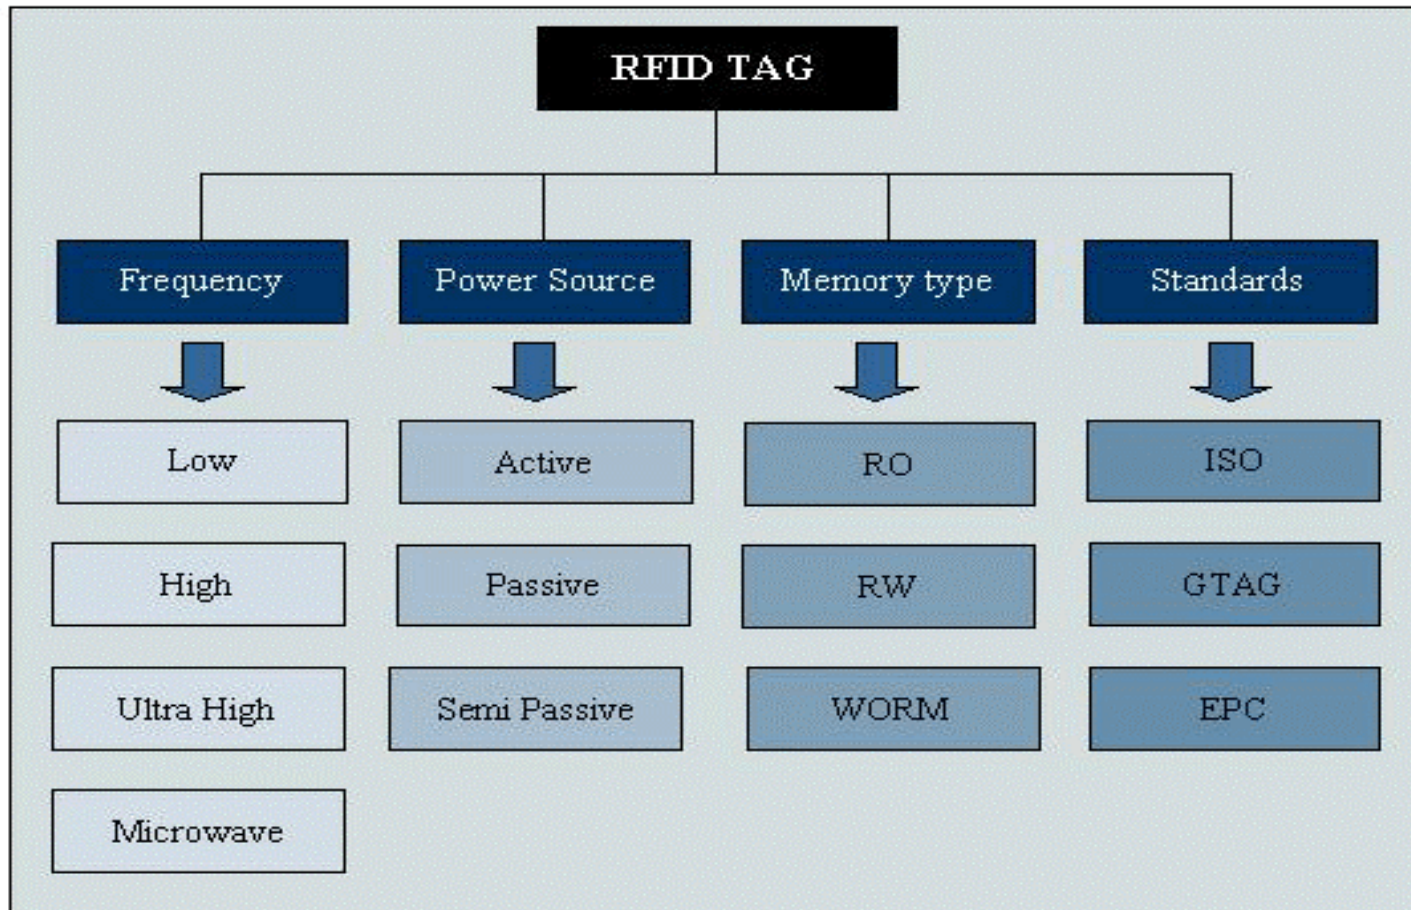 RFID TAG
Frequency
Power Source
Memory type
Standards
Low
Active
RO
ISO
High
Passive
RW
GTAG
Ultra High
Semi Passive
WORM
EPC
Microwave